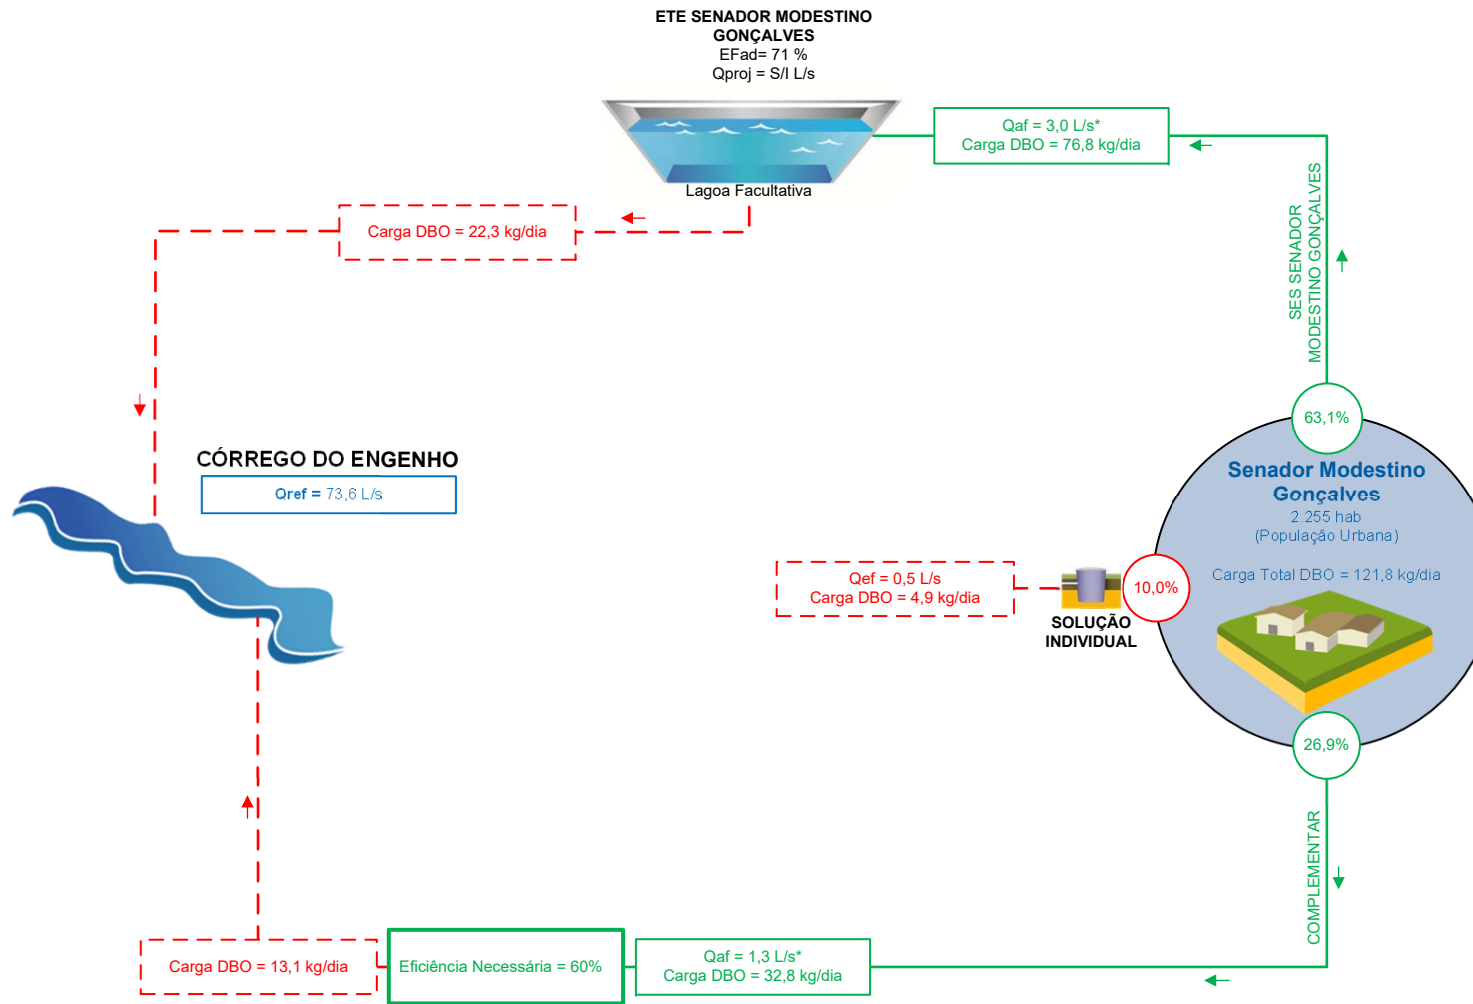 ETE SENADOR MODESTINO
GONÇALVES
EFad= 71 %
Qproj = S/I L/s
Lagoa Facultativa
Qaf = 3,0 L/s*
Carga DBO = 76,8 kg/dia
Carga DBO = 22,3 kg/dia
SES SENADOR
MODESTINO GONÇALVES
63,1%
CÓRREGO DO ENGENHO
Qref = 73,6 L/s
Senador Modestino
Gonçalves
2.255 hab
(População Urbana)
Carga Total DBO = 121,8 kg/dia
Qef = 0,5 L/s
Carga DBO = 4,9 kg/dia
10,0%
SOLUÇÃO
INDIVIDUAL
26,9%
COMPLEMENTAR
Carga DBO = 13,1 kg/dia
Eficiência Necessária = 60%
Qaf = 1,3 L/s*
Carga DBO = 32,8 kg/dia